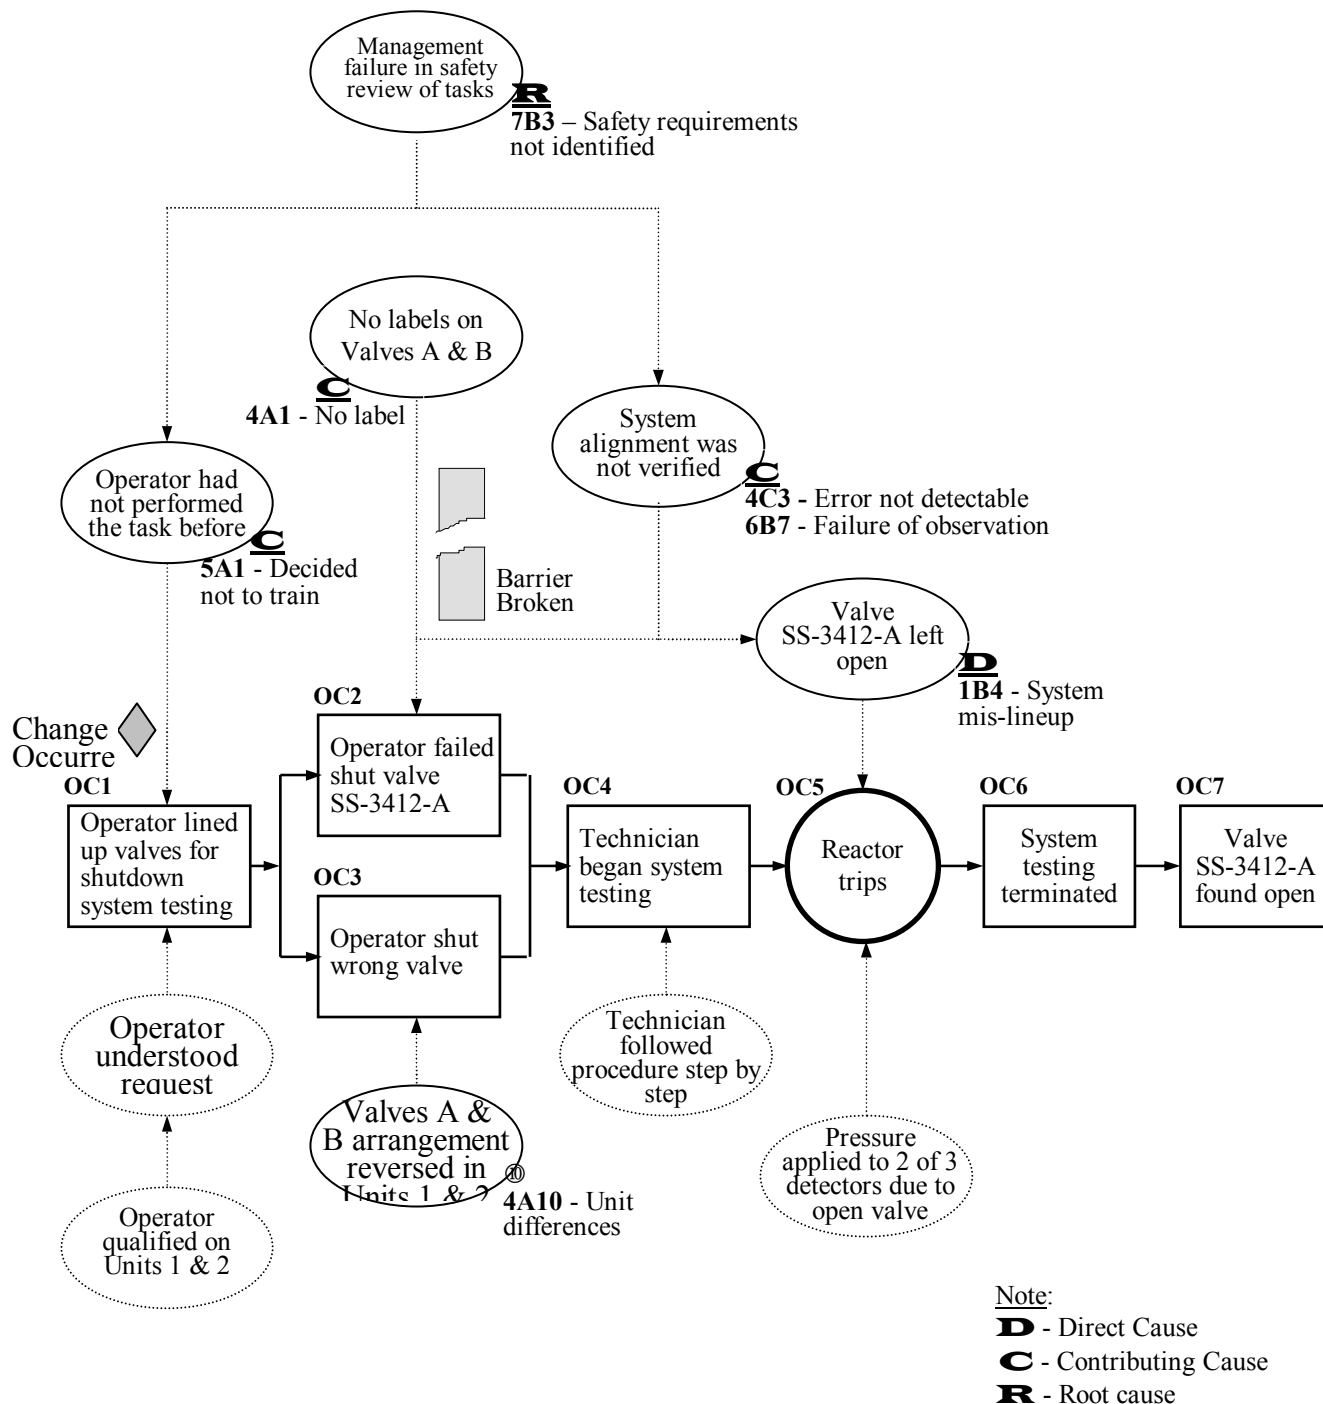 Management
failure in safety
review of tasks
R
7B3 – Safety requirements
not identified
No labels on
Valves A & B
C
4A1 - No label
System
alignment was
not verified
C
4C3 - Error not detectable
6B7 - Failure of observation
Operator had
not performed
the task before
C
5A1 - Decided
not to train
Barrier
Broken
Valve
SS-3412-A left
open
D
1B4 - System
mis-lineup
Change
Occurre
OC1
Operator lined
up valves for
shutdown
system testing
OC2
Operator failed
shut valve
SS-3412-A
OC3
Operator shut
wrong valve
OC4
Technician
began system
testing
OC5
Reactor
trips
OC6
System
testing
terminated
OC7
Valve
SS-3412-A
found open
Operator
understood
request
Operator
qualified on
Units 1 & 2
Valves A &
B arrangement
reversed in
Units 1 & 2
⑩
4A10 - Unit
differences
Technician
followed
procedure step by
step
Pressure
applied to 2 of 3
detectors due to
open valve
Note:
D - Direct Cause
C - Contributing Cause
R - Root cause